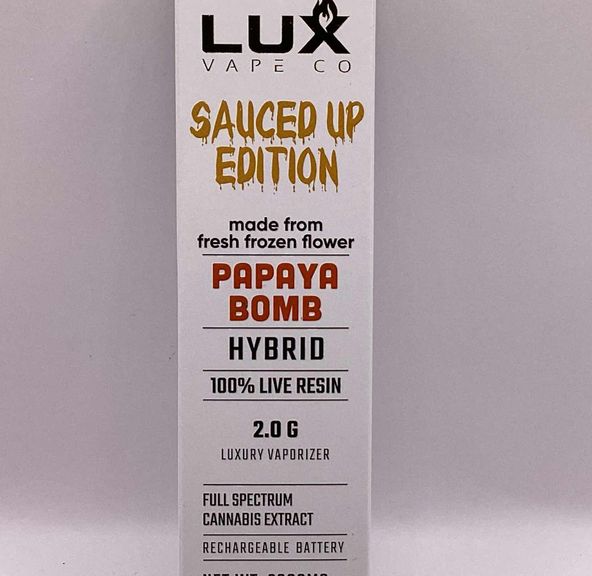 LUX
VAPE CO
SAUCED UP
EDITION
made from
fresh frozen flower
PAPAYA
BOMB
HYBRID
100% LIVE RESIN
2.0 G
LUXURY VAPORIZER
FULL SPECTRUM
CANNABIS EXTRACT
RECHARGEABLE BATTERY